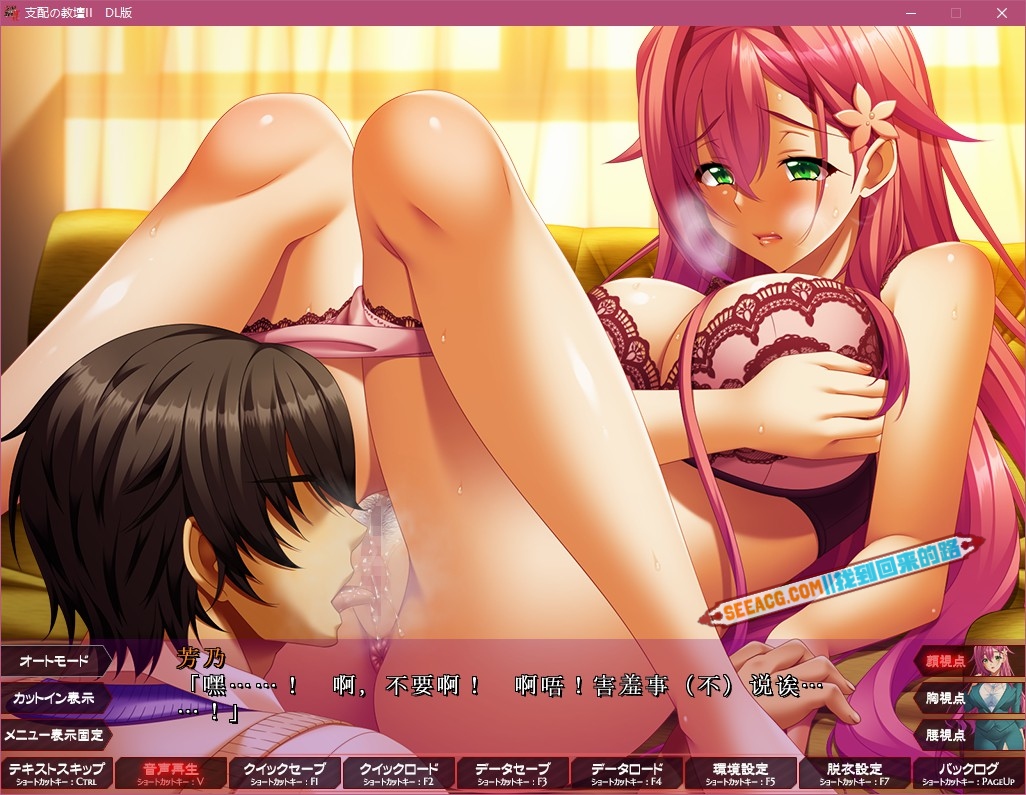 支配の教壇II DL版
SEEACG.COM||找到回来的路
オートモード
カットイン表示
メニュー表示固定
芳乃
「嘿……！　啊，不要啊！　啊唔！害羞事（不）说诶…
…！」
顔視点
胸視点
腰視点
テキストスキップ
ショートカットキー：CTRL
音声再生
ショートカットキー：V
クイックセーブ
ショートカットキー：F1
クイックロード
ショートカットキー：F2
データセーブ
ショートカットキー：F3
データロード
ショートカットキー：F4
環境設定
ショートカットキー：F5
脱衣設定
ショートカットキー：F7
バックログ
ショートカットキー：PAGEUP